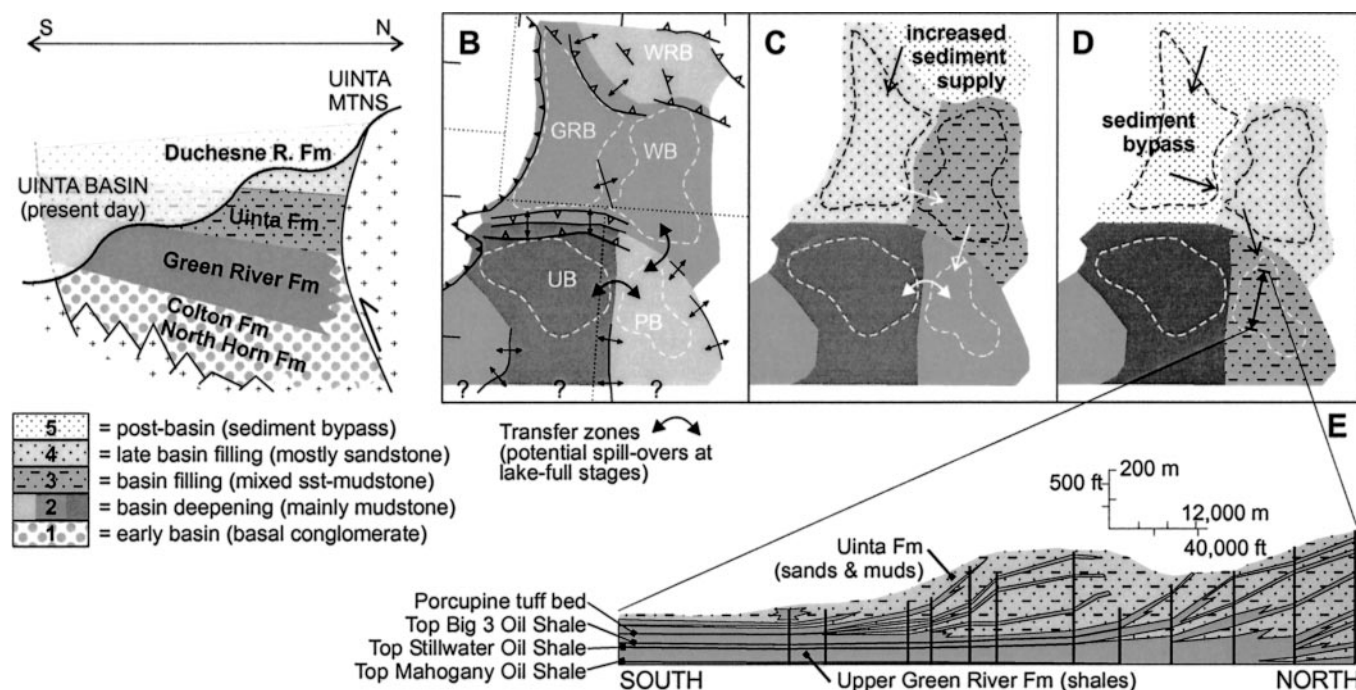 S
N
UINTA
MTNS
Duchesne R. Fm
UINTA BASIN
(present day)
Uinta Fm
Green River Fm
Colton Fm
North Horn Fm
5 = post-basin (sediment bypass)
4 = late basin filling (mostly sandstone)
3 = basin filling (mixed sst-mudstone)
2 = basin deepening (mainly mudstone)
1 = early basin (basal conglomerate)
B
WRB
GRB
WB
UB
PB
? ? ?
Transfer zones
(potential spill-overs at
lake-full stages)
C
increased
sediment
supply
D
sediment
bypass
E
500 ft
200 m
12,000 m
40,000 ft
Uinta Fm
(sands & muds)
Porcupine tuff bed
Top Big 3 Oil Shale
Top Stillwater Oil Shale
Top Mahogany Oil Shale
SOUTH
Upper Green River Fm (shales)
NORTH